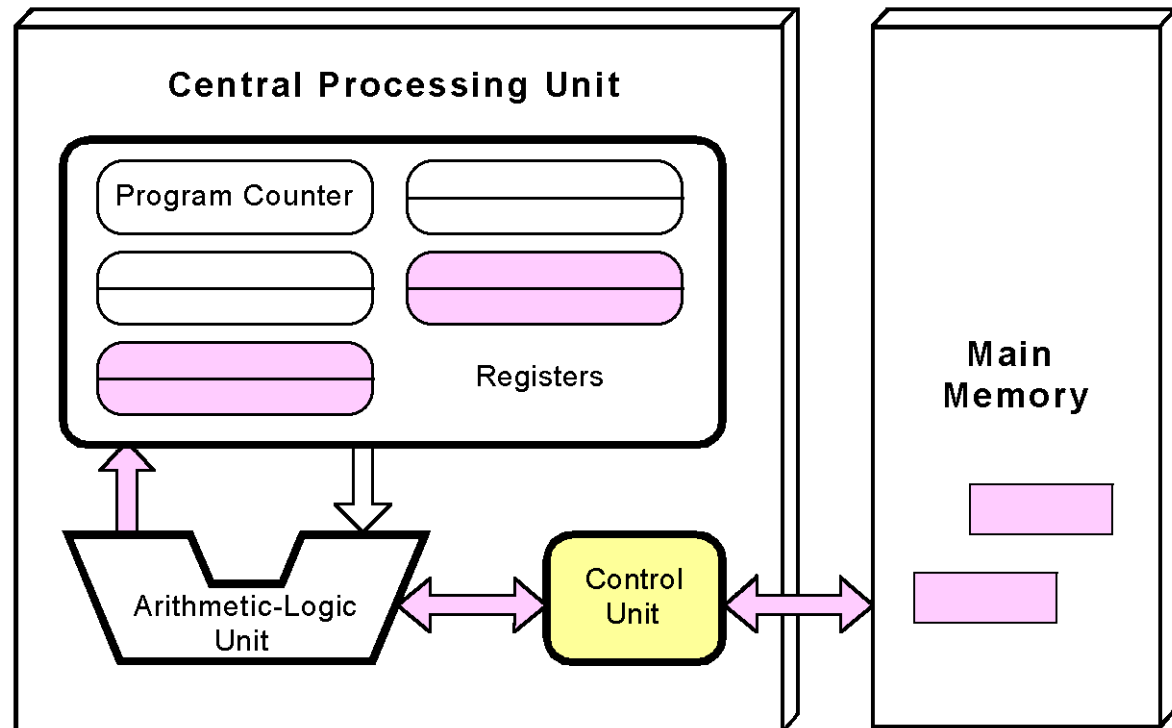 Central Processing Unit
Program Counter
Registers
Arithmetic-Logic
Unit
Control
Unit
Main
Memory